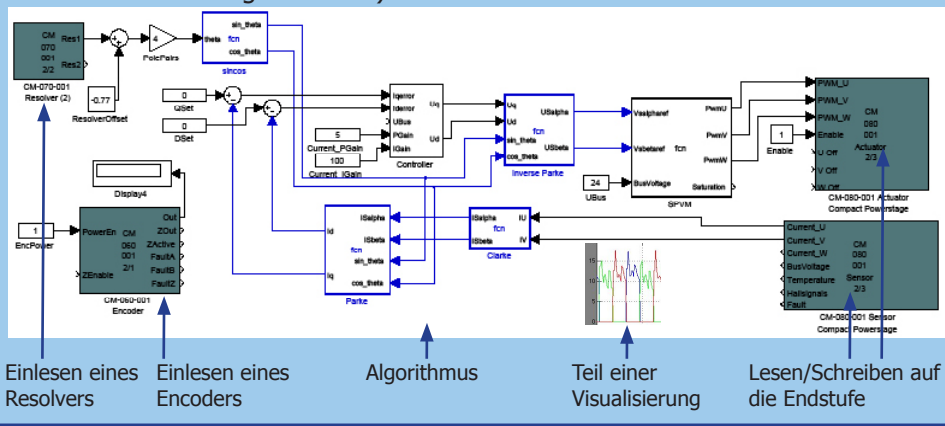 CM
070
001
2/2
Res1
Res2
CM-070-001
Resolver (2)
-0.77
ResolverOffset
4
PolePairs
theta
fcn
sin_theta
cos_theta
sincos
0
QSet
0
DSet
5
Current_PGain
100
Current_IGain
Iqerror
Iderror
UBus
PGain
IGain
Uq
Ud
Controller
Uq
Ud
sin_theta
cos_theta
fcn
USalpha
USbeta
Inverse Parke
24
UBus
Vsalpharef
Vsbetaref
BusVoltage
fcn
PwmU
PwmV
PwmW
Saturation
SPVM
1
Enable
PWM_U
PWM_V
PWM_W
Enable
U Off
V Off
W Off
CM
080
001
Actuator
2/3
CM-080-001 Actuator
Compact Powerstage
Display4
1
EncPower
PowerEn
ZEnable
CM
060
001
2/1
Out
ZOut
ZActive
FaultA
FaultB
FaultZ
CM-060-001
Encoder
Id
Iq
ISalpha
ISbeta
fcn
sin_theta
cos_theta
Parke
ISalpha
ISbeta
fcn
IU
IV
Clarke
15
10
5
0
Current_U
Current_V
Current_W
BusVoltage
Temperature
Hallsignals
Fault
CM
080
001
Sensor
2/3
CM-080-001 Sensor
Compact Powerstage
Einlesen eines
Resolvers
Einlesen eines
Encoders
Algorithmus
Teil einer
Visualisierung
Lesen/Schreiben auf
die Endstufe